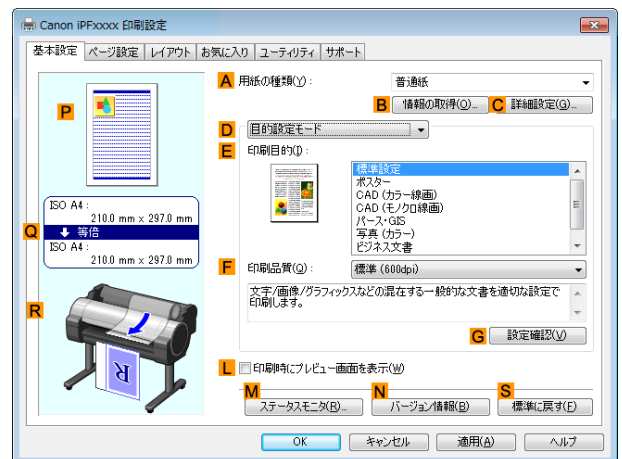 Canon iPFxxxx 印刷設定
基本設定 ページ設定 レイアウト お気に入り ユーティリティ サポート
A 用紙の種類(Y): 普通紙
B 情報の取得(O)... C 詳細設定(G)...
P
D 目的設定モード
E 印刷目的(I):
標準設定
ポスター
CAD (カラー線画)
CAD (モノクロ線画)
パース・GIS
写真 (カラー)
ビジネス文書
ISO A4:
210.0 mm x 297.0 mm
Q 等倍
ISO A4:
210.0 mm x 297.0 mm
F 印刷品質(Q): 標準 (600dpi)
文字/画像/グラフィックスなどの混在する一般的な文書を適切な設定で
印刷します。
R
G 設定確認(V)
R
L 印刷時にプレビュー画面を表示(W)
M N S
ステータスモニタ(R)... バージョン情報(B) 標準に戻す(F)
OK キャンセル 適用(A) ヘルプ